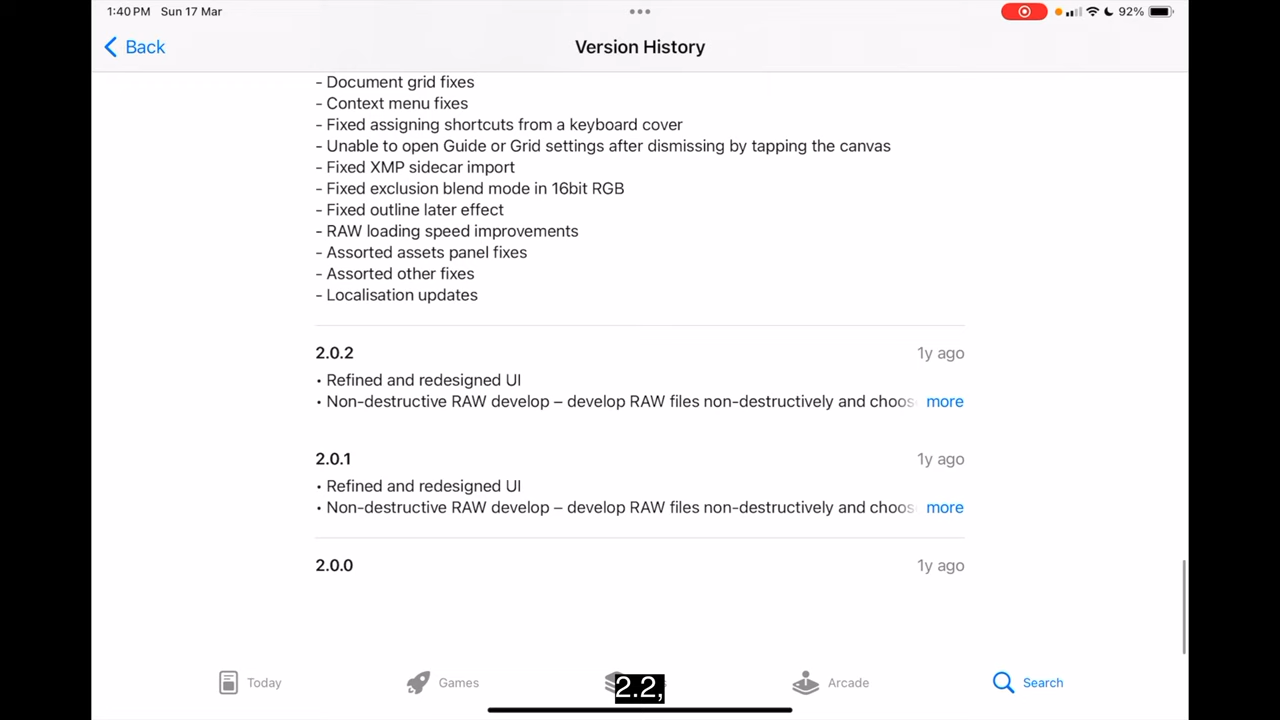 1:40 PM Sun 17 Mar
92%
Back
Version History
- Document grid fixes
- Context menu fixes
- Fixed assigning shortcuts from a keyboard cover
- Unable to open Guide or Grid settings after dismissing by tapping the canvas
- Fixed XMP sidecar import
- Fixed exclusion blend mode in 16bit RGB
- Fixed outline later effect
- RAW loading speed improvements
- Assorted assets panel fixes
- Assorted other fixes
- Localisation updates
2.0.2 1y ago
• Refined and redesigned UI
• Non-destructive RAW develop – develop RAW files non-destructively and choos more
2.0.1 1y ago
• Refined and redesigned UI
• Non-destructive RAW develop – develop RAW files non-destructively and choos more
2.0.0 1y ago
Today Games Arcade Search
2.2,